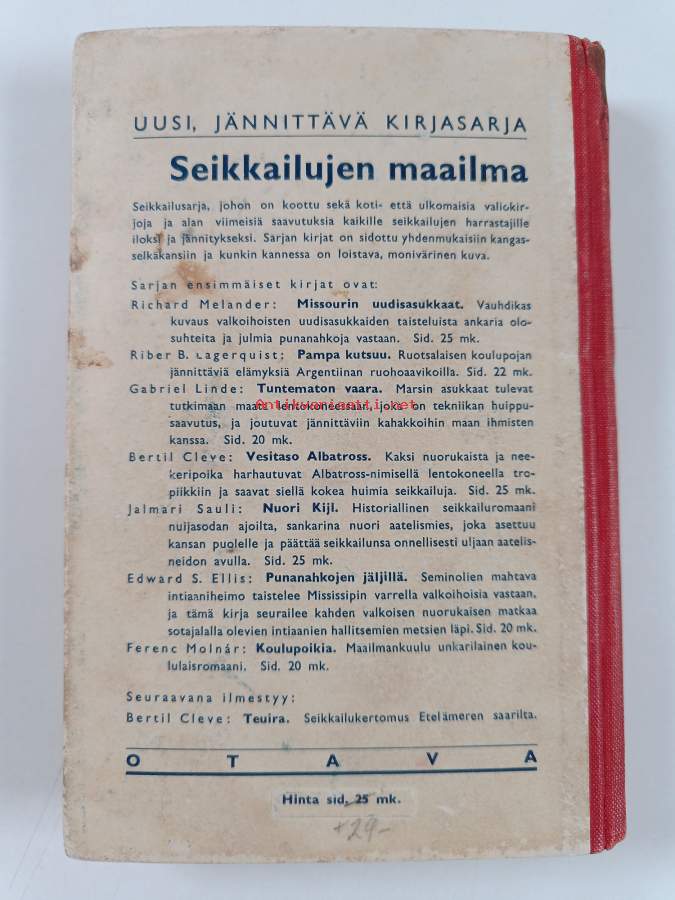 UUSI, JÄNNITTÄVÄ KIRJASARJA
Seikkailujen maailma
Seikkailusarja, johon on koottu sekä koti- että ulkomaisia valiokir-
joja ja alan viimeisiä saavutuksia kaikille seikkailujen harrastajille
iloksi ja jännitykseksi. Sarjan kirjat on sidottu yhdenmukaisiin kangas-
selkäkansiin ja kunkin kannessa on loistava, monivärinen kuva.
Sarjan ensimmäiset kirjat ovat:
Richard Melander: Missourin uudisasukkaat. Vauhdikas
kuvaus valkoihoisten uudisasukkaiden taisteluista ankaria olo-
suhteita ja julmia punanahkoja vastaan. Sid. 25 mk.
Riber B. Lagerquist: Pampa kutsuu. Ruotsalaisen koulupojan
jännittäviä elämyksiä Argentiinan ruohoaavikoilla. Sid. 22 mk.
Gabriel Linde: Tuntematon vaara. Marsin asukkaat tulevat
tutkimaan maata lentokoneessaan, joka on tekniikan huippu-
Antikvariaatti.net
saavutus, ja joutuvat jännittäviin kahakkoihin maan ihmisten
kanssa. Sid. 20 mk.
Bertil Cleve: Vesitaso Albatross. Kaksi nuorukaista ja nee-
keripoika harhautuvat Albatross-nimisellä lentokoneella tro-
piikkiin ja saavat siellä kokea huimia seikkailuja. Sid. 25 mk.
Jalmari Sauli: Nuori Kiji. Historiallinen seikkailuromaani
nuijasodan ajoilta, sankarina nuori aatelismies, joka asettuu
kansan puolelle ja päättää seikkailunsa onnellisesti uljaan aatelis-
neidon avulla. Sid. 25 mk.
Edward S. Ellis: Punanahkojen jäljillä. Seminolien mahtava
intiaaniheimo taistelee Mississipin varrella valkoihoisia vastaan,
ja tämä kirja seurailee kahden valkoisen nuorukaisen matkaa
sotajalalla olevien intiaanien hallitsemien metsien läpi. Sid. 20 mk.
Ferenc Molnár: Koulupoikia. Maailmankuulu unkarilainen kou-
lulaisromaani. Sid. 20 mk.
Seuraavana ilmestyy:
Bertil Cleve: Teuira. Seikkailukertomus Etelämeren saarilta.
OTAVA
Hinta sid. 25 mk.
+29-